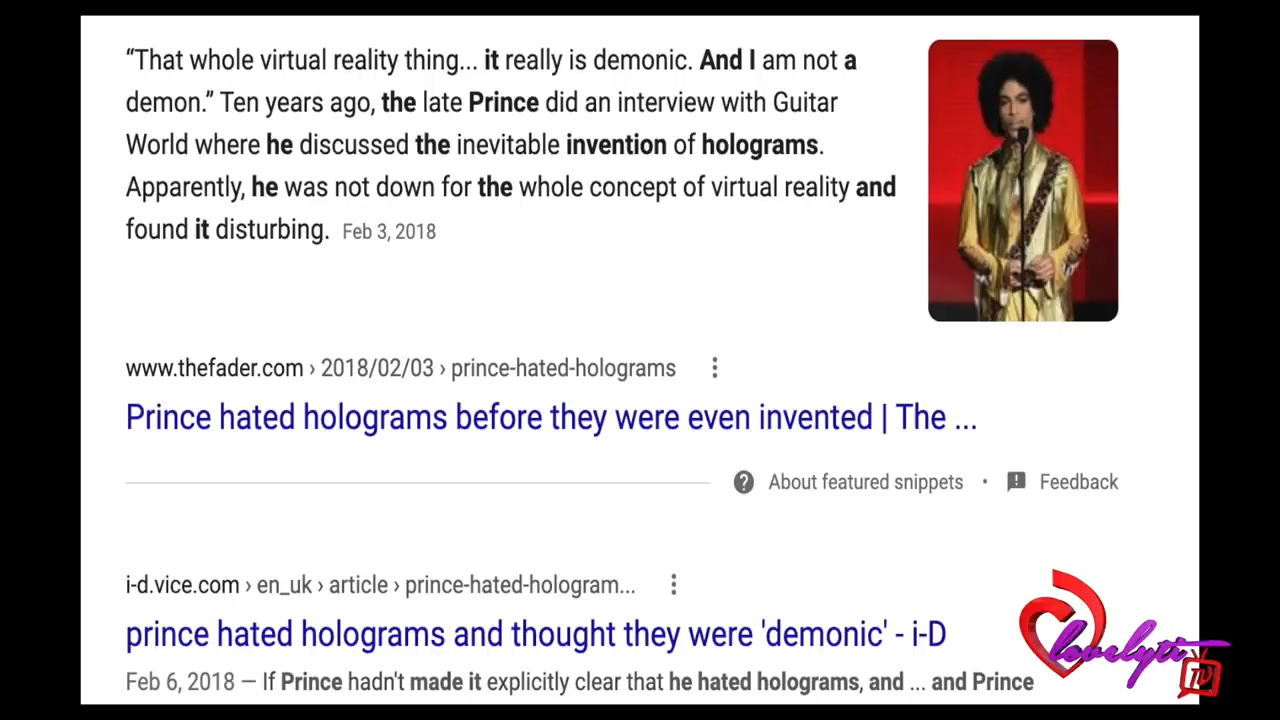 “That whole virtual reality thing... it really is demonic. And I am not a
demon.” Ten years ago, the late Prince did an interview with Guitar
World where he discussed the inevitable invention of holograms.
Apparently, he was not down for the whole concept of virtual reality and
found it disturbing. Feb 3, 2018
www.thefader.com › 2018/02/03 › prince-hated-holograms
Prince hated holograms before they were even invented | The ...
About featured snippets • Feedback
i-d.vice.com › en_uk › article › prince-hated-hologram...
prince hated holograms and thought they were 'demonic' - i-D
Feb 6, 2018 — If Prince hadn't made it explicitly clear that he hated holograms, and ... and Prince
lovelyti
TV